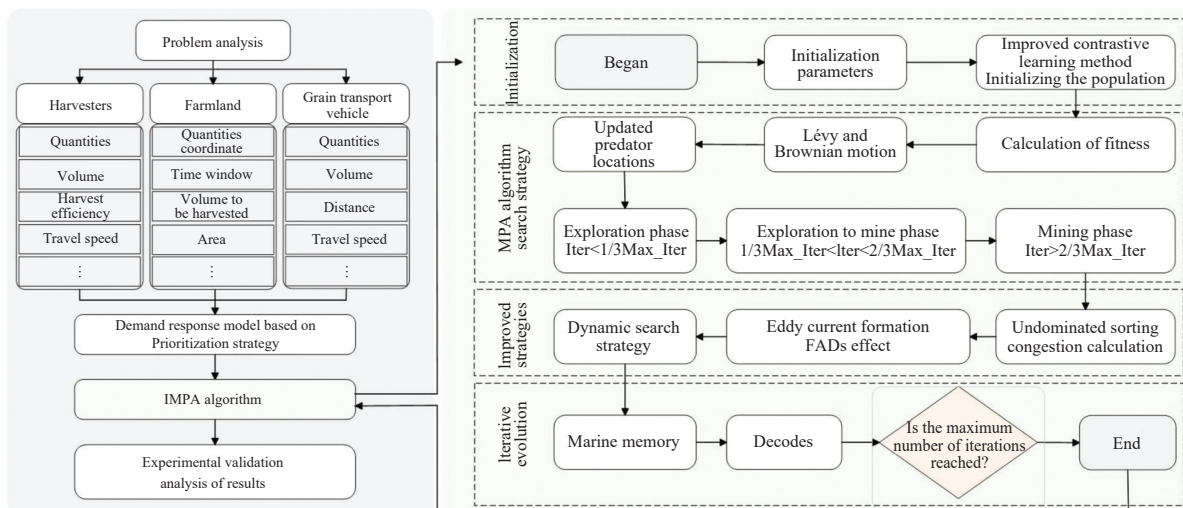 Problem analysis
Harvesters
Farmland
Grain transport
vehicle
Quantities
Volume
Harvest
efficiency
Travel speed
⋮
Quantities
coordinate
Time window
Volume to
be harvested
Area
⋮
Quantities
Volume
Distance
Travel speed
⋮
Demand response model based on
Prioritization strategy
IMPA algorithm
Experimental validation
analysis of results
Initialization
Began
Initialization
parameters
Improved contrastive
learning method
Initializing the population
MPA algorithm
search strategy
Calculation of fitness
Lévy and
Brownian motion
Updated
predator
locations
Exploration phase
Iter<1/3Max_Iter
Exploration to mine phase
1/3Max_Iter<Iter<2/3Max_Iter
Mining phase
Iter>2/3Max_Iter
Improved
strategies
Undominated sorting
congestion calculation
Eddy current formation
FADs effect
Dynamic search
strategy
Iterative
evolution
Marine memory
Decodes
Is the maximum
number of iterations
reached?
End